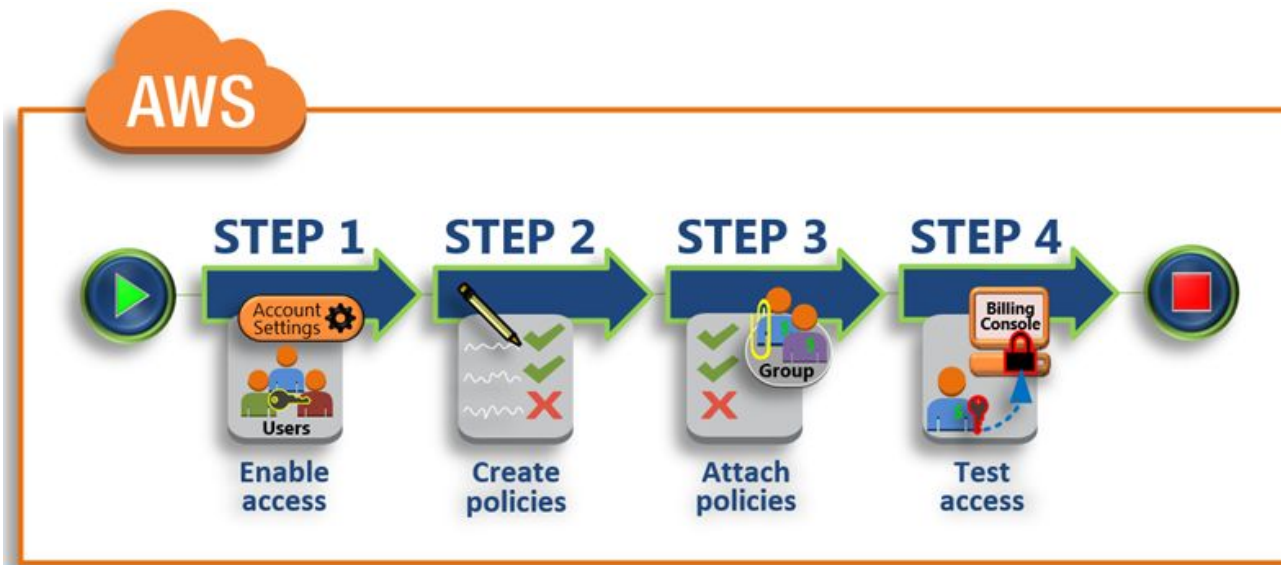 AWS
STEP 1
STEP 2
STEP 3
STEP 4
Account
Settings
Users
Group
Billing
Console
Enable
access
Create
policies
Attach
policies
Test
access